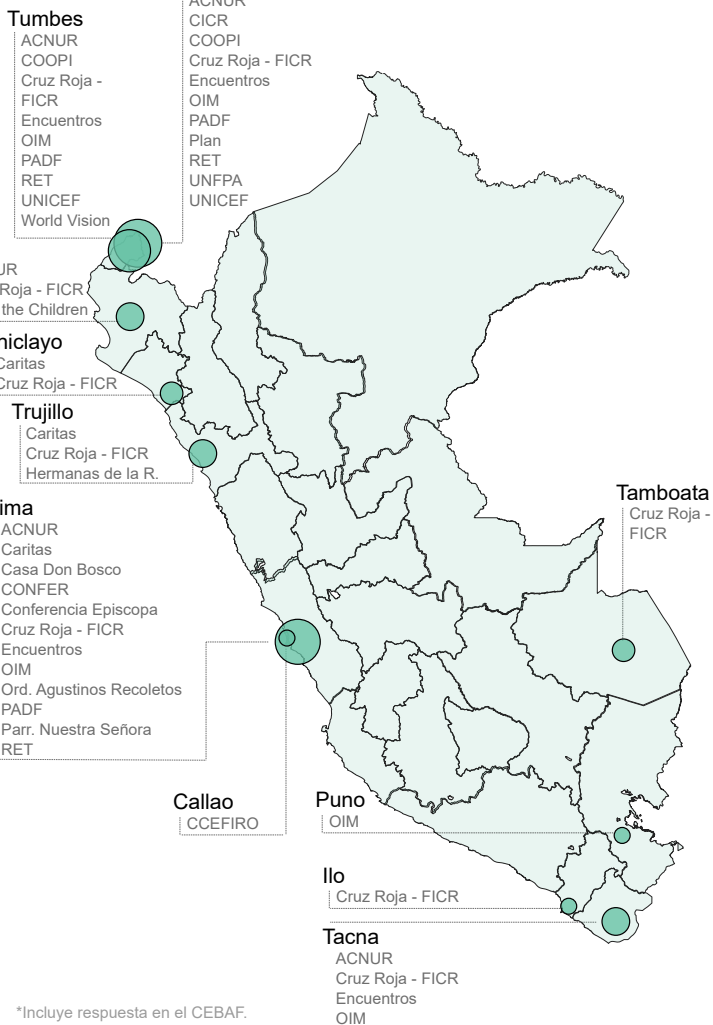 ACNUR
CICR
COOPI
Cruz Roja - FICR
Encuentros
OIM
PADF
Plan
RET
UNFPA
UNICEF
Tumbes
ACNUR
COOPI
Cruz Roja -
FICR
Encuentros
OIM
PADF
RET
UNICEF
World Vision
UR
Roja - FICR
the Children
hiclayo
Caritas
Cruz Roja - FICR
Trujillo
Caritas
Cruz Roja - FICR
Hermanas de la R.
ima
ACNUR
Caritas
Casa Don Bosco
CONFER
Conferencia Episcopa
Cruz Roja - FICR
Encuentros
OIM
Ord. Agustinos Recoletos
PADF
Parr. Nuestra Señora
RET
Tamboata
Cruz Roja -
FICR
Callao
CCEFIRO
Puno
OIM
Ilo
Cruz Roja - FICR
Tacna
ACNUR
Cruz Roja - FICR
Encuentros
OIM
*Incluye respuesta en el CEBAF.